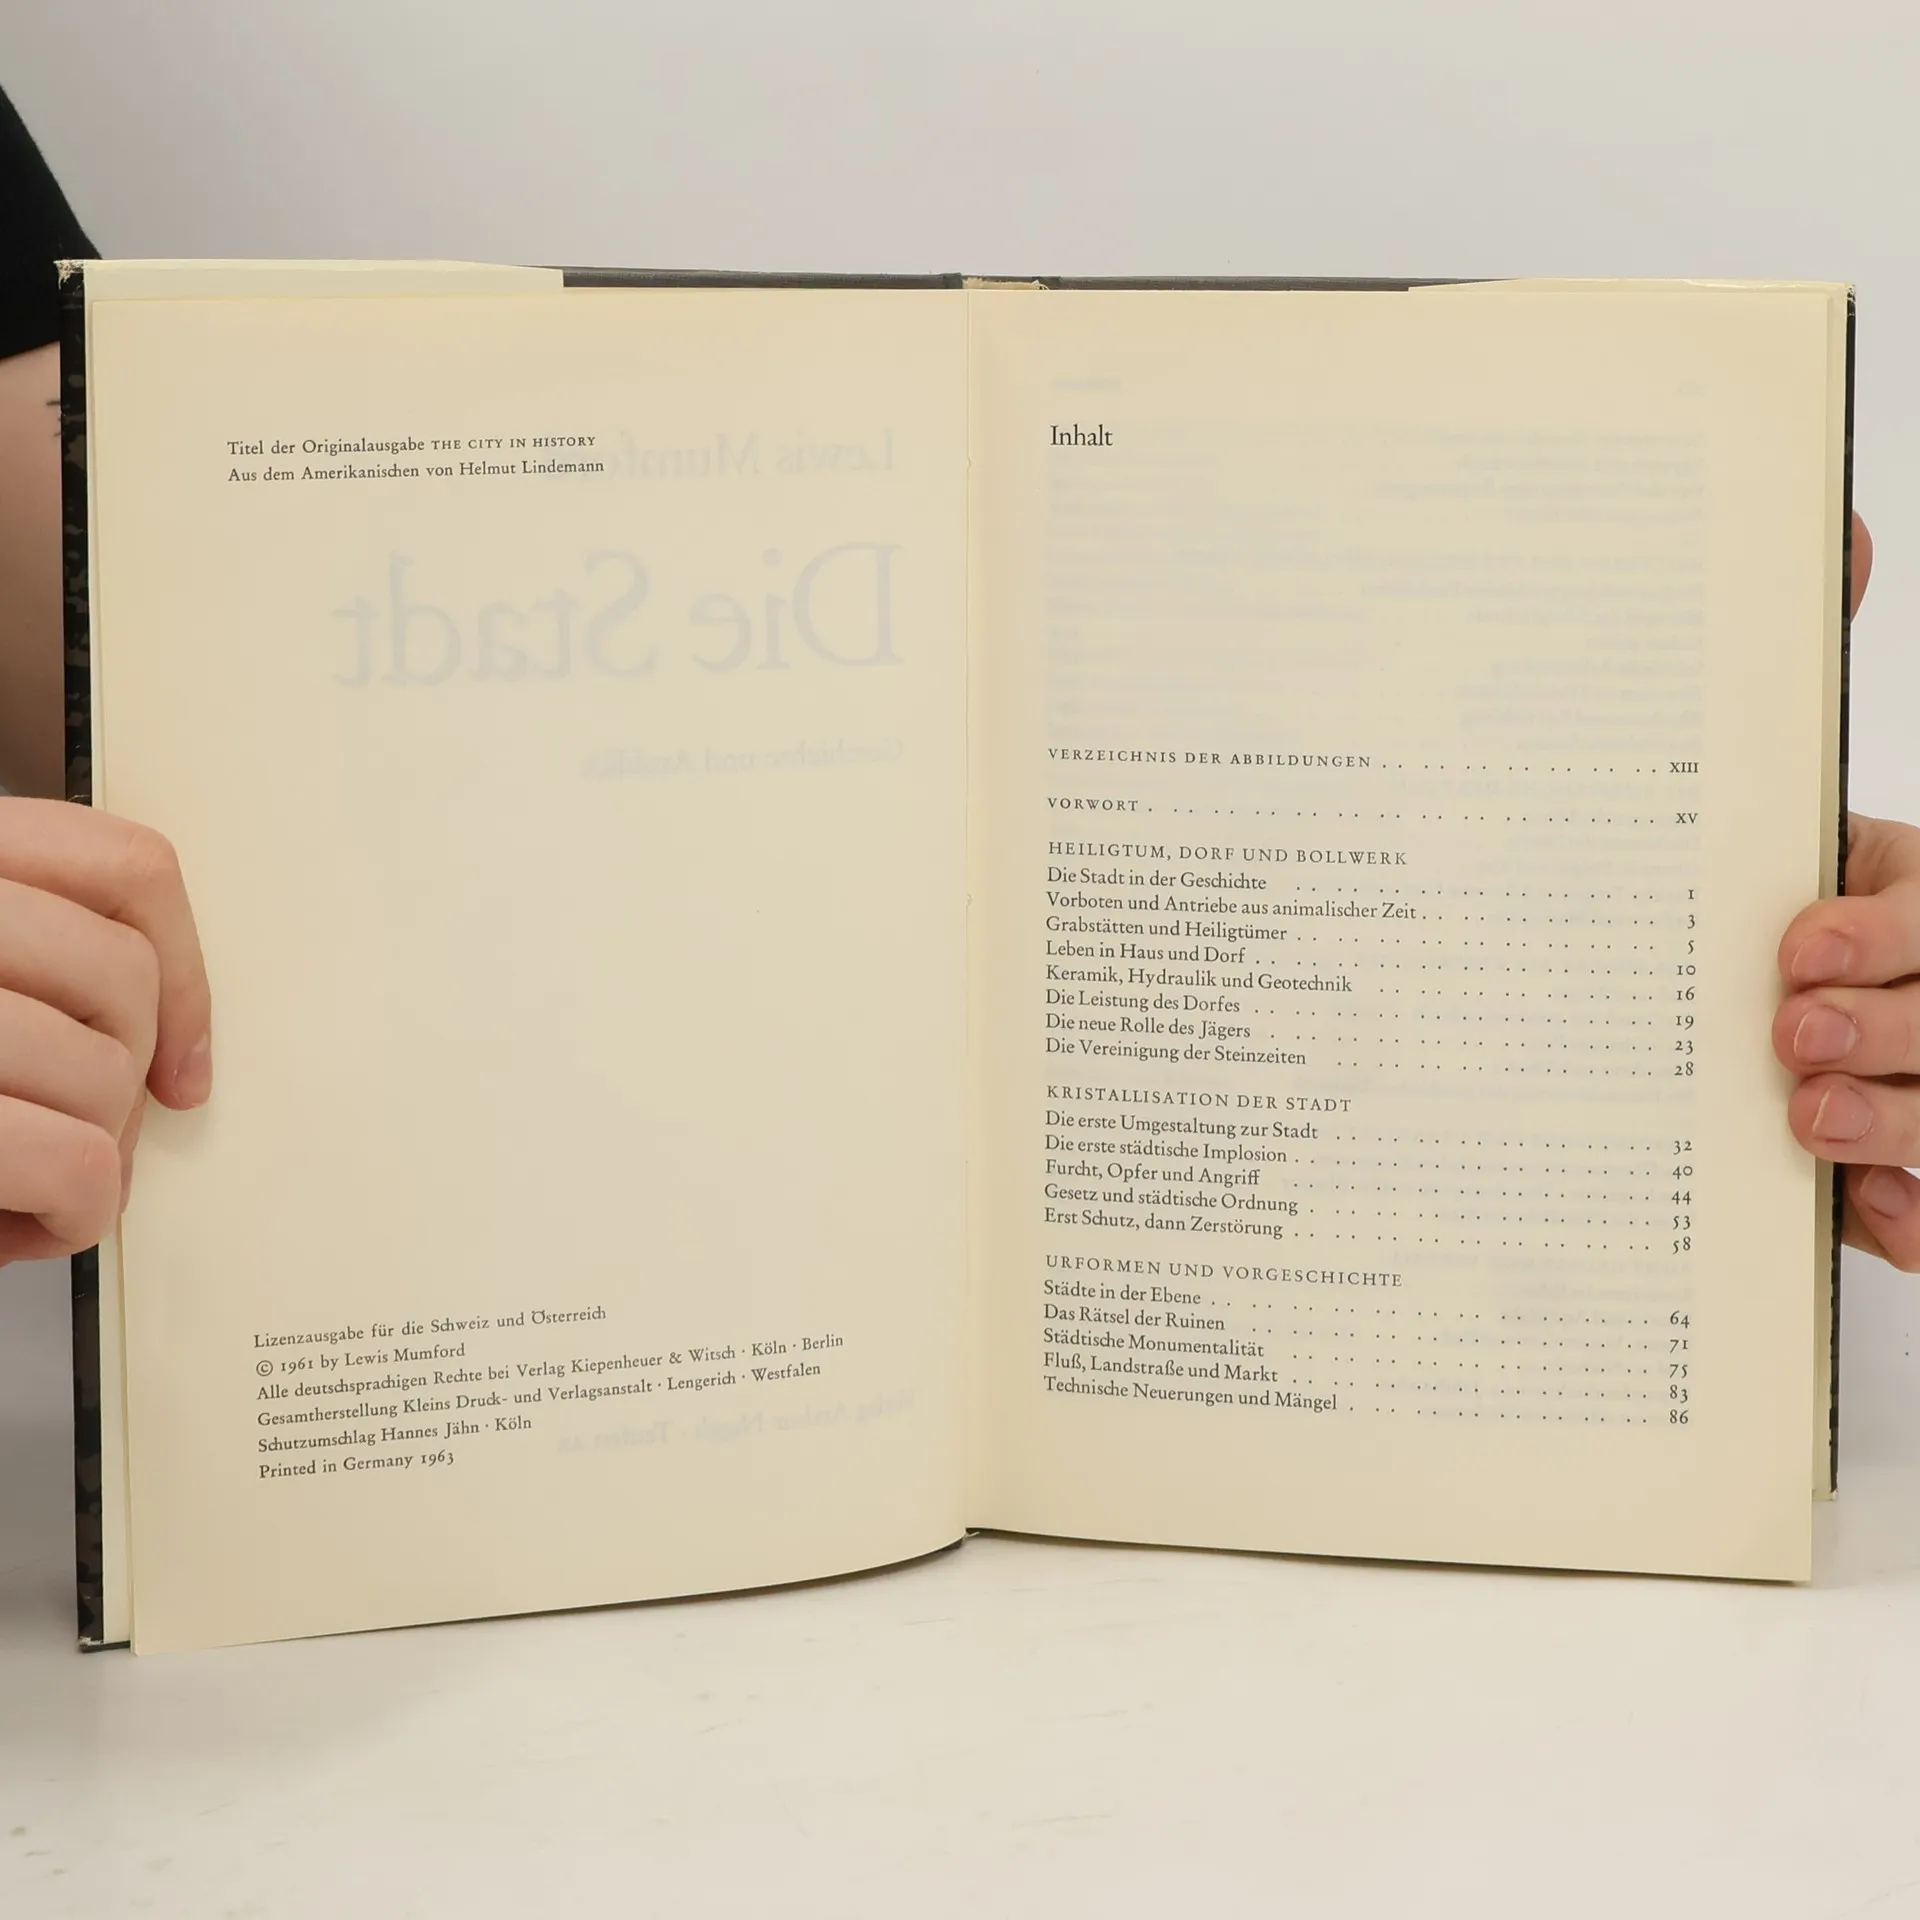 Titel der Originalausgabe THE CITY IN HISTORY
Aus dem Amerikanischen von Helmut Lindemann
Lewis Mumford
Die Stadt
Geschichte und Ausblick
Lizenzausgabe für die Schweiz und Österreich
© 1961 by Lewis Mumford
Alle deutschsprachigen Rechte bei Verlag Kiepenheuer & Witsch · Köln · Berlin
Gesamtherstellung Kleins Druck- und Verlagsanstalt · Lengerich · Westfalen
Schutzumschlag Hannes Jähn · Köln
Printed in Germany 1963
Inhalt
VERZEICHNIS DER ABBILDUNGEN . . . . . . . . . . XIII
VORWORT . . . . . . . . . . . . . . . XV
HEILIGTUM, DORF UND BOLLWERK
Die Stadt in der Geschichte . . . . . . . . . 1
Vorboten und Antriebe aus animalischer Zeit . . . . . . 3
Grabstätten und Heiligtümer . . . . . . . . . 5
Leben in Haus und Dorf . . . . . . . . . . 10
Keramik, Hydraulik und Geotechnik . . . . . . . 16
Die Leistung des Dorfes . . . . . . . . . . 19
Die neue Rolle des Jägers . . . . . . . . . . 23
Die Vereinigung der Steinzeiten . . . . . . . . 28
KRISTALLISATION DER STADT
Die erste Umgestaltung zur Stadt . . . . . . . . 32
Die erste städtische Implosion . . . . . . . . . 40
Furcht, Opfer und Angriff . . . . . . . . . 44
Gesetz und städtische Ordnung . . . . . . . . . 53
Erst Schutz, dann Zerstörung . . . . . . . . . 58
URFORMEN UND VORGESCHICHTE
Städte in der Ebene . . . . . . . . . . . 64
Das Rätsel der Ruinen . . . . . . . . . . 71
Städtische Monumentalität . . . . . . . . . 75
Fluß, Landstraße und Markt . . . . . . . . . 83
Technische Neuerungen und Mängel . . . . . . . . 86